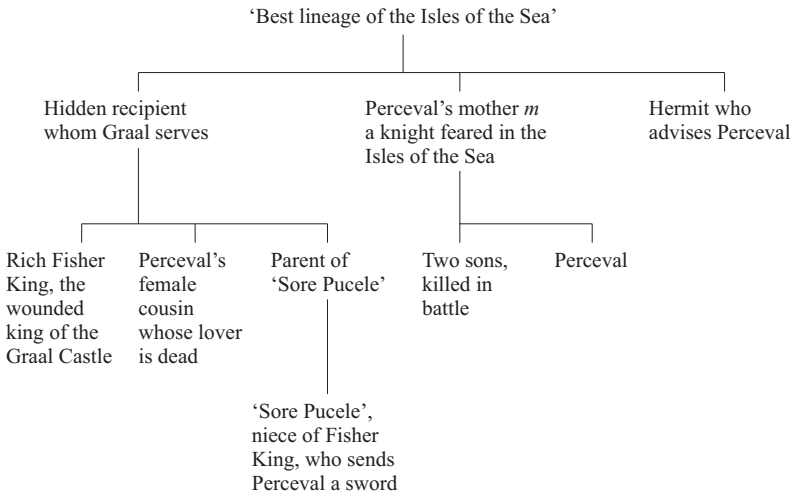 ‘Best lineage of the Isles of the Sea’
Hidden recipient
whom Graal serves
Perceval’s mother m
a knight feared in the
Isles of the Sea
Hermit who
advises Perceval
Rich Fisher
King, the
wounded
king of the
Graal Castle
Perceval’s
female
cousin
whose lover
is dead
Parent of
‘Sore Pucele’
Two sons,
killed in
battle
Perceval
‘Sore Pucele’,
niece of Fisher
King, who sends
Perceval a sword